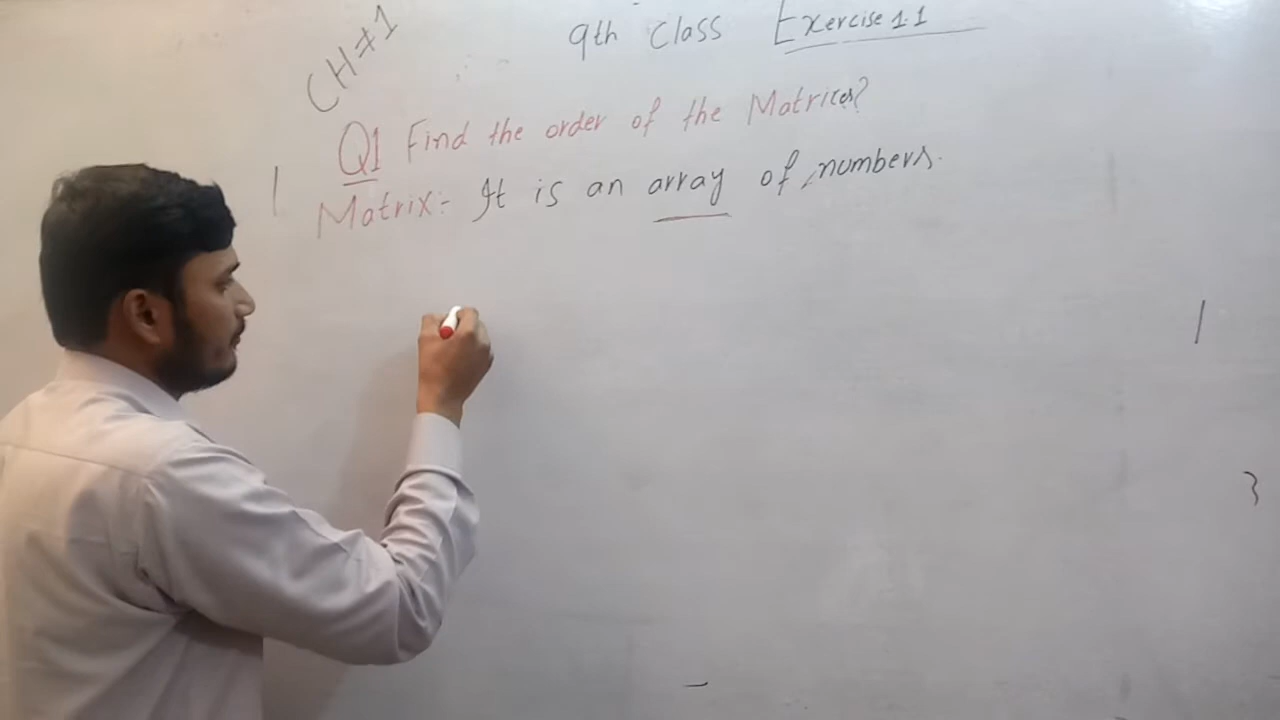 CH#1
9th Class Exercise 1.1
Q1 Find the order of the Matrices?
Matrix:- It is an array of numbers.